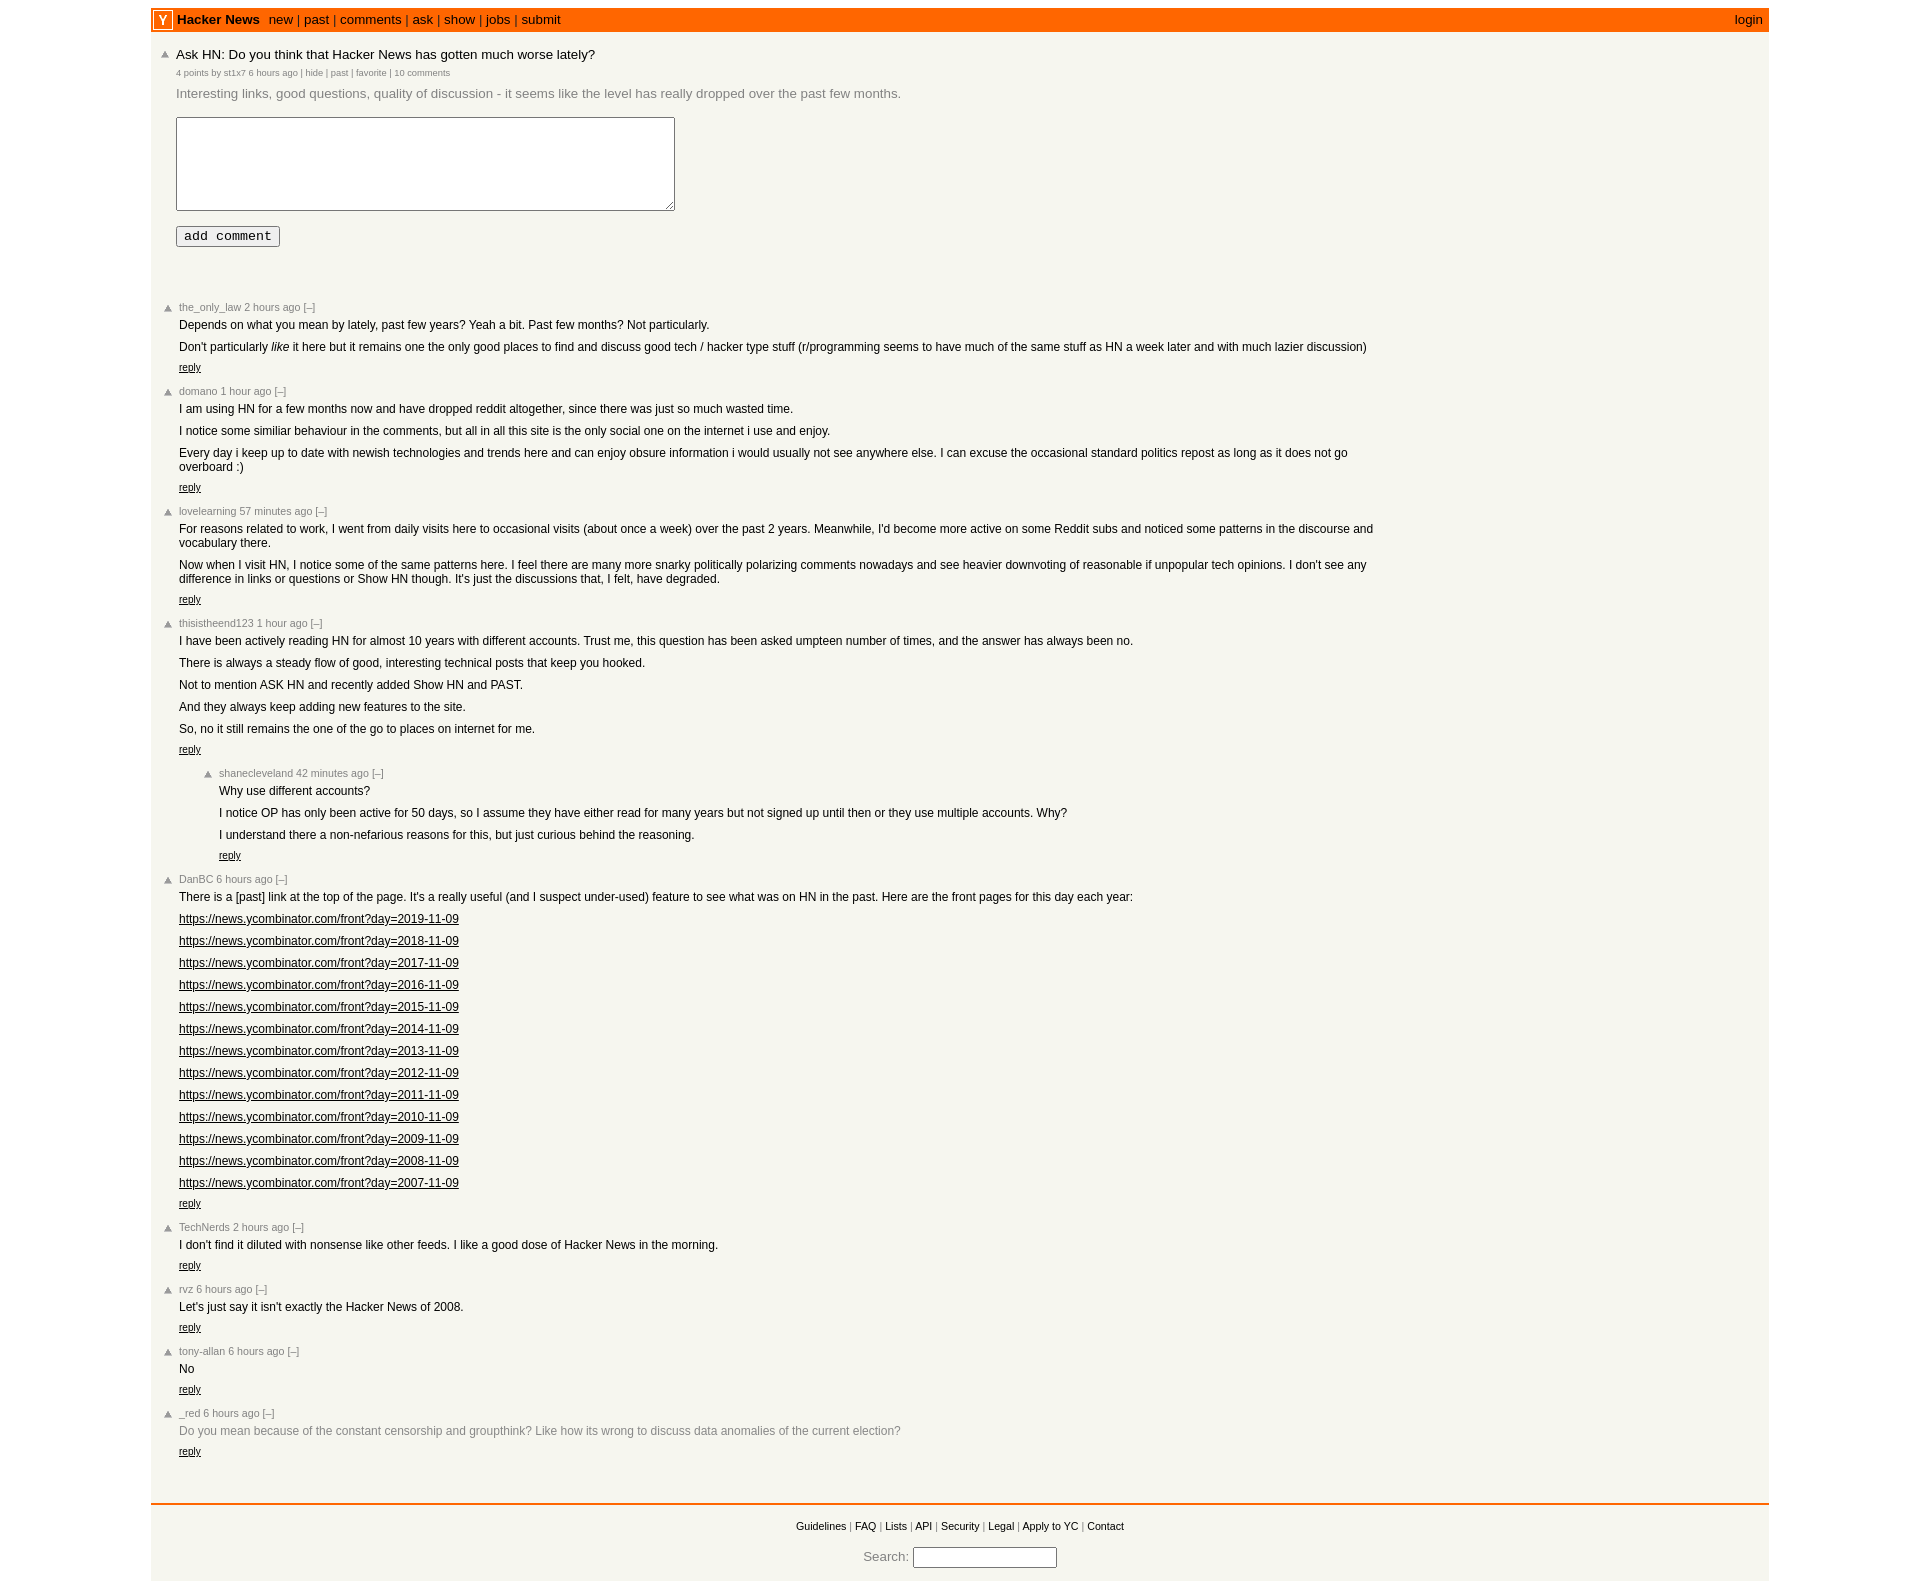 Y Hacker News new | past | comments | ask | show | jobs | submit login
Ask HN: Do you think that Hacker News has gotten much worse lately?
4 points by st1x7 6 hours ago | hide | past | favorite | 10 comments
Interesting links, good questions, quality of discussion - it seems like the level has really dropped over the past few months.
add comment
the_only_law 2 hours ago [–]
Depends on what you mean by lately, past few years? Yeah a bit. Past few months? Not particularly.
Don't particularly like it here but it remains one the only good places to find and discuss good tech / hacker type stuff (r/programming seems to have much of the same stuff as HN a week later and with much lazier discussion)
reply
domano 1 hour ago [–]
I am using HN for a few months now and have dropped reddit altogether, since there was just so much wasted time.
I notice some similiar behaviour in the comments, but all in all this site is the only social one on the internet i use and enjoy.
Every day i keep up to date with newish technologies and trends here and can enjoy obsure information i would usually not see anywhere else. I can excuse the occasional standard politics repost as long as it does not go
overboard :)
reply
lovelearning 57 minutes ago [–]
For reasons related to work, I went from daily visits here to occasional visits (about once a week) over the past 2 years. Meanwhile, I'd become more active on some Reddit subs and noticed some patterns in the discourse and
vocabulary there.
Now when I visit HN, I notice some of the same patterns here. I feel there are many more snarky politically polarizing comments nowadays and see heavier downvoting of reasonable if unpopular tech opinions. I don't see any
difference in links or questions or Show HN though. It's just the discussions that, I felt, have degraded.
reply
thisistheend123 1 hour ago [–]
I have been actively reading HN for almost 10 years with different accounts. Trust me, this question has been asked umpteen number of times, and the answer has always been no.
There is always a steady flow of good, interesting technical posts that keep you hooked.
Not to mention ASK HN and recently added Show HN and PAST.
And they always keep adding new features to the site.
So, no it still remains the one of the go to places on internet for me.
reply
shanecleveland 42 minutes ago [–]
Why use different accounts?
I notice OP has only been active for 50 days, so I assume they have either read for many years but not signed up until then or they use multiple accounts. Why?
I understand there a non-nefarious reasons for this, but just curious behind the reasoning.
reply
DanBC 6 hours ago [–]
There is a [past] link at the top of the page. It's a really useful (and I suspect under-used) feature to see what was on HN in the past. Here are the front pages for this day each year:
https://news.ycombinator.com/front?day=2019-11-09
https://news.ycombinator.com/front?day=2018-11-09
https://news.ycombinator.com/front?day=2017-11-09
https://news.ycombinator.com/front?day=2016-11-09
https://news.ycombinator.com/front?day=2015-11-09
https://news.ycombinator.com/front?day=2014-11-09
https://news.ycombinator.com/front?day=2013-11-09
https://news.ycombinator.com/front?day=2012-11-09
https://news.ycombinator.com/front?day=2011-11-09
https://news.ycombinator.com/front?day=2010-11-09
https://news.ycombinator.com/front?day=2009-11-09
https://news.ycombinator.com/front?day=2008-11-09
https://news.ycombinator.com/front?day=2007-11-09
reply
TechNerds 2 hours ago [–]
I don't find it diluted with nonsense like other feeds. I like a good dose of Hacker News in the morning.
reply
rvz 6 hours ago [–]
Let's just say it isn't exactly the Hacker News of 2008.
reply
tony-allan 6 hours ago [–]
No
reply
_red 6 hours ago [–]
Do you mean because of the constant censorship and groupthink? Like how its wrong to discuss data anomalies of the current election?
reply
Guidelines | FAQ | Lists | API | Security | Legal | Apply to YC | Contact
Search: